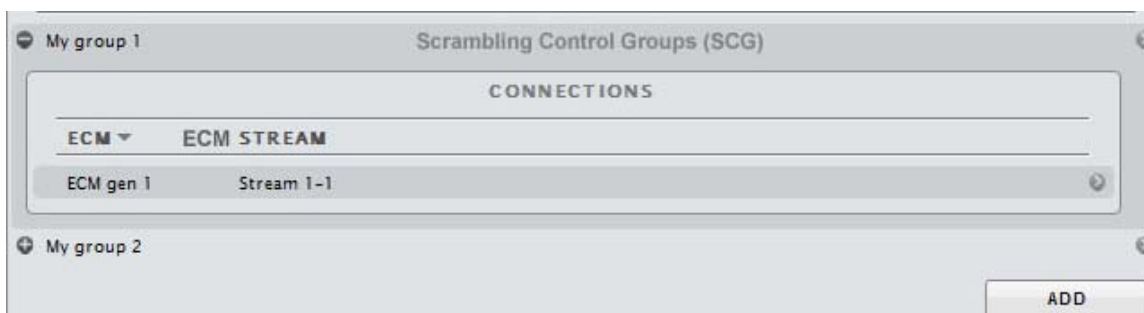 My group 1 Scrambling Control Groups (SCG)
CONNECTIONS
ECM ECM STREAM
ECM gen 1 Stream 1-1
My group 2
ADD